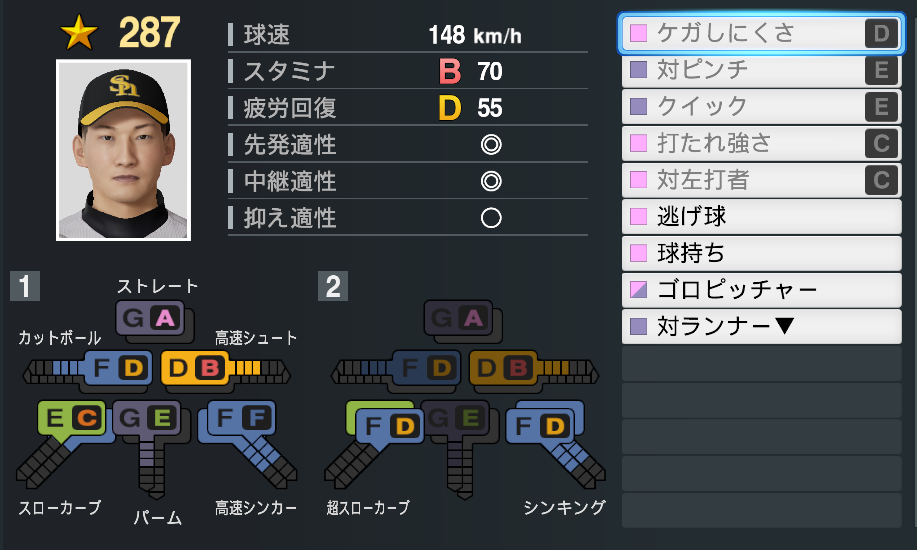 ★ 287
球速 148 km/h
スタミナ B 70
疲労回復 D 55
先発適性 ◎
中継適性 ◎
抑え適性 ○
SH
ケガしにくさ D
対ピンチ E
クイック E
打たれ強さ C
対左打者 C
逃げ球
球持ち
ゴロピッチャー
対ランナー▼
1
ストレート
G A
カットボール
F D
高速シュート
D B
E C
G E
F F
スローカーブ
パーム
高速シンカー
2
G A
F D
D B
F D
G E
F D
超スローカーブ
シンキング